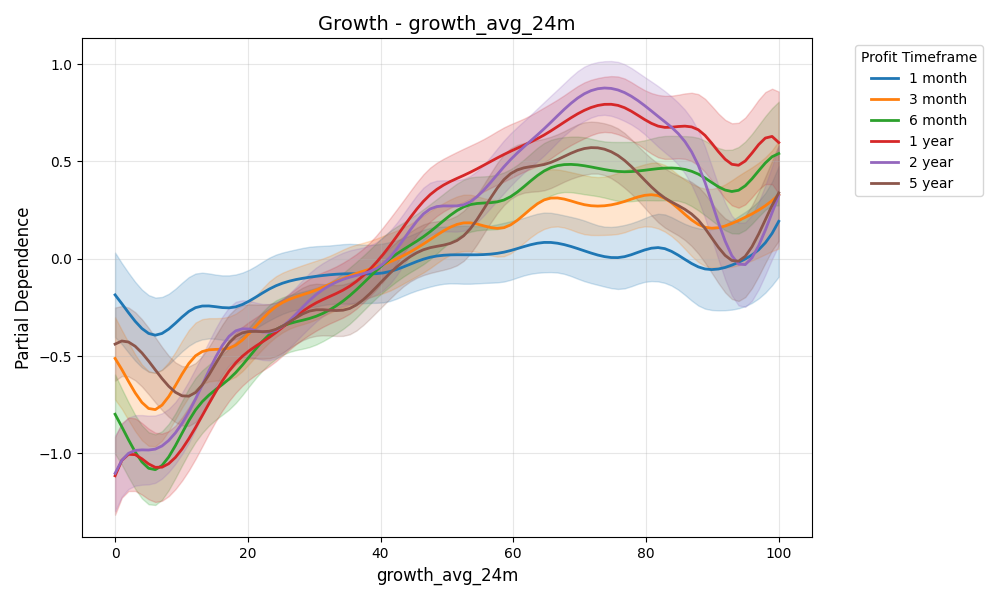 Growth - growth_avg_24m
Profit Timeframe
1 month
3 month
6 month
1 year
2 year
5 year
Partial Dependence
1.0
0.5
0.0
−0.5
−1.0
0
20
40
60
80
100
growth_avg_24m